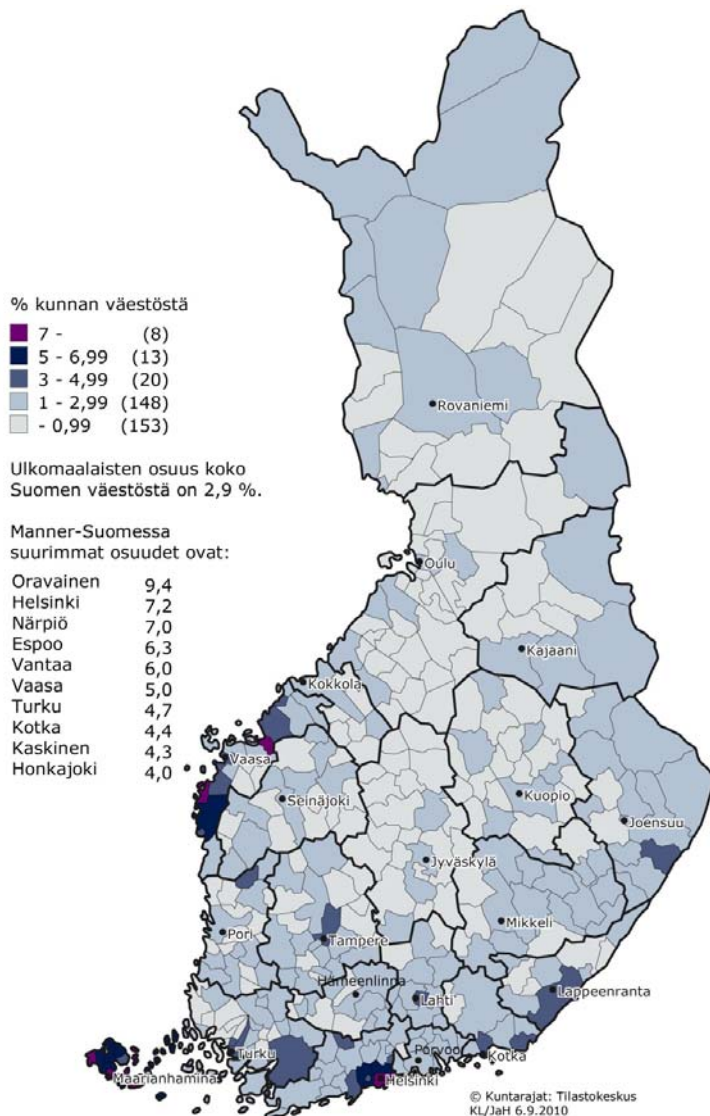 % kunnan väestöstä
7 - (8)
5 - 6,99 (13)
3 - 4,99 (20)
1 - 2,99 (148)
- 0,99 (153)
Ulkomaalaisten osuus koko
Suomen väestöstä on 2,9 %.
Manner-Suomessa
suurimmat osuudet ovat:
Oravainen 9,4
Helsinki 7,2
Närpiö 7,0
Espoo 6,3
Vantaa 6,0
Vaasa 5,0
Turku 4,7
Kotka 4,4
Kaskinen 4,3
Honkajoki 4,0
Rovaniemi
Oulu
Kajaani
Kokkola
Vaasa
Seinäjoki
Kuopio
Joensuu
Jyväskylä
Pori
Tampere
Mikkeli
Hämeenlinna
Lahti
Lappeenranta
Turku
Porvoo
Kotka
Maarianhamina
Helsinki
© Kuntarajat: Tilastokeskus
KL/JaH 6.9.2010